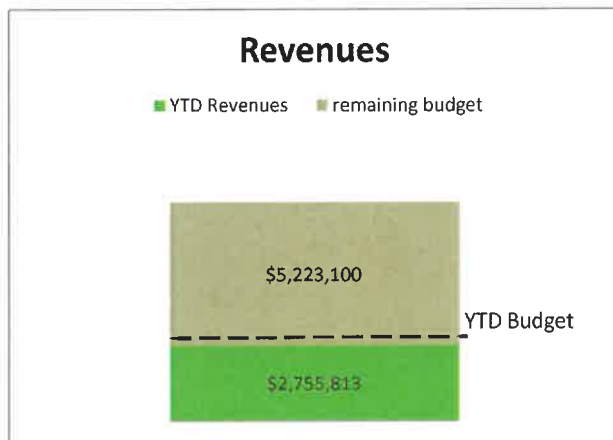 Revenues
YTD Revenues remaining budget
$5,223,100
YTD Budget
$2,755,813